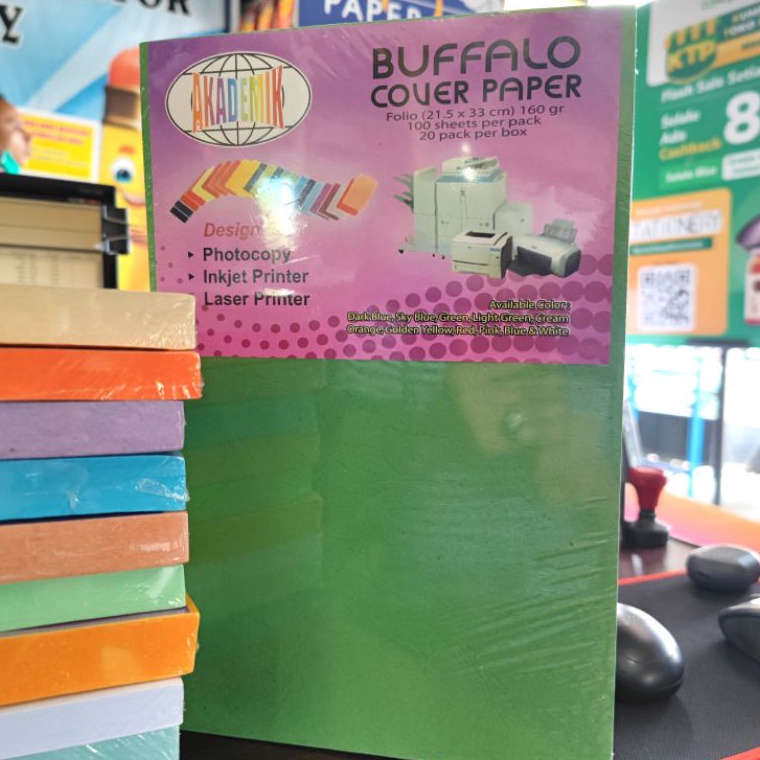 PAPER
AKADEMIK
BUFFALO
COVER PAPER
Folio (21.5 x 33 cm) 160 gr
100 sheets per pack
20 pack per box
Design
Photocopy
Inkjet Printer
Laser Printer
Available Color :
Dark Blue, Sky Blue, Green, Light Green, Cream
Orange, Golden Yellow, Red, Pink, Blue & White
KTP
Flash Sale
Cashback
8